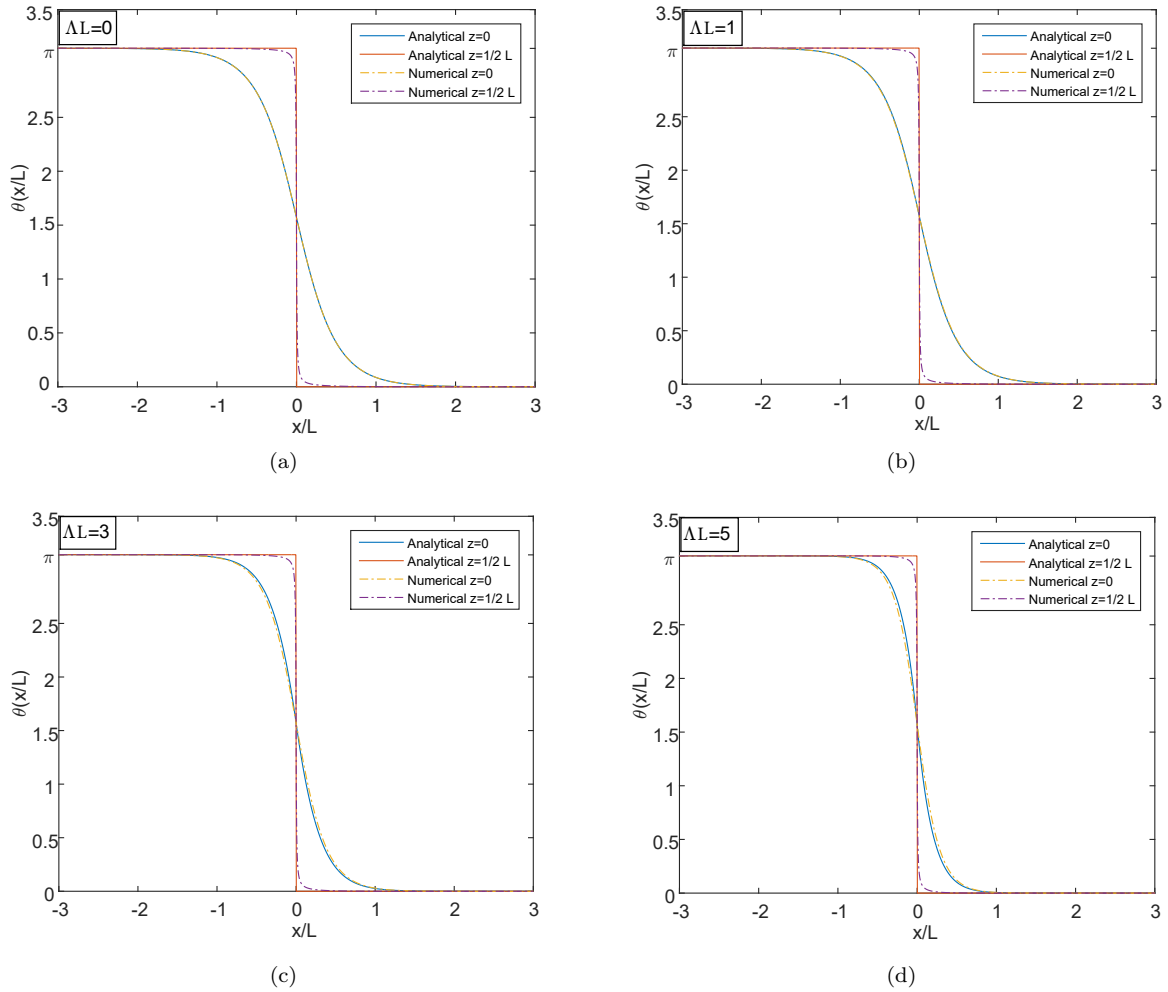 ΛL=0
Analytical z=0
Analytical z=1/2 L
Numerical z=0
Numerical z=1/2 L
3.5
π
2.5
2
1.5
1
0.5
0
θ(x/L)
-3
-2
-1
0
1
2
3
x/L
(a)
ΛL=1
Analytical z=0
Analytical z=1/2 L
Numerical z=0
Numerical z=1/2 L
3.5
π
2.5
2
1.5
1
0.5
0
θ(x/L)
-3
-2
-1
0
1
2
3
x/L
(b)
ΛL=3
Analytical z=0
Analytical z=1/2 L
Numerical z=0
Numerical z=1/2 L
3.5
π
2.5
2
1.5
1
0.5
0
θ(x/L)
-3
-2
-1
0
1
2
3
x/L
(c)
ΛL=5
Analytical z=0
Analytical z=1/2 L
Numerical z=0
Numerical z=1/2 L
3.5
π
2.5
2
1.5
1
0.5
0
θ(x/L)
-3
-2
-1
0
1
2
3
x/L
(d)